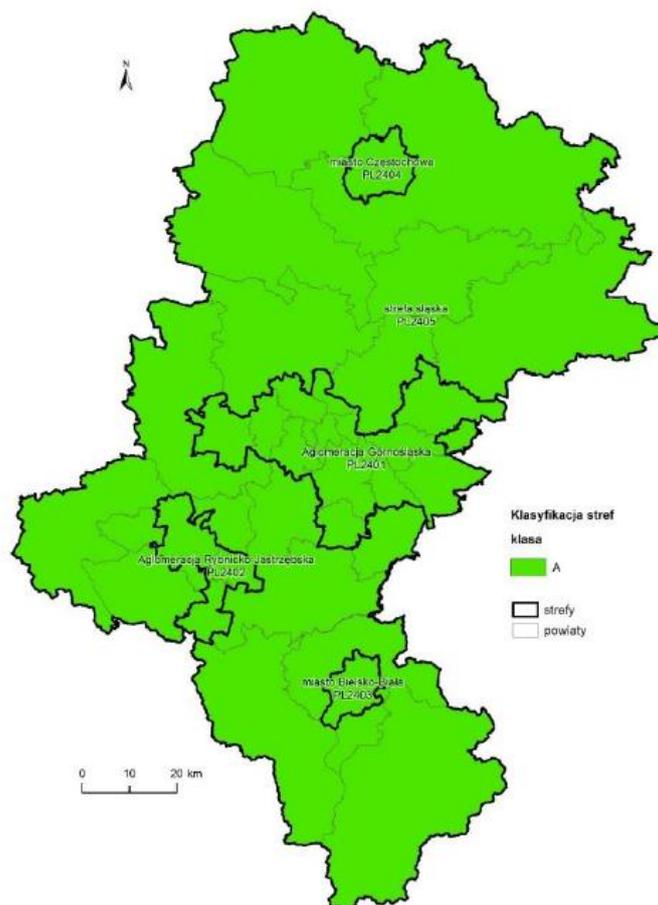 N
miasto Częstochowa
PL2404
strefa śląska
PL2405
Aglomeracja Górnośląska
PL2401
Klasyfikacja stref
klasa
A
strefy
powiaty
Aglomeracja Rybnicko Jastrzębska
PL2402
miasto Bielsko-Biała
PL2403
0 10 20 km